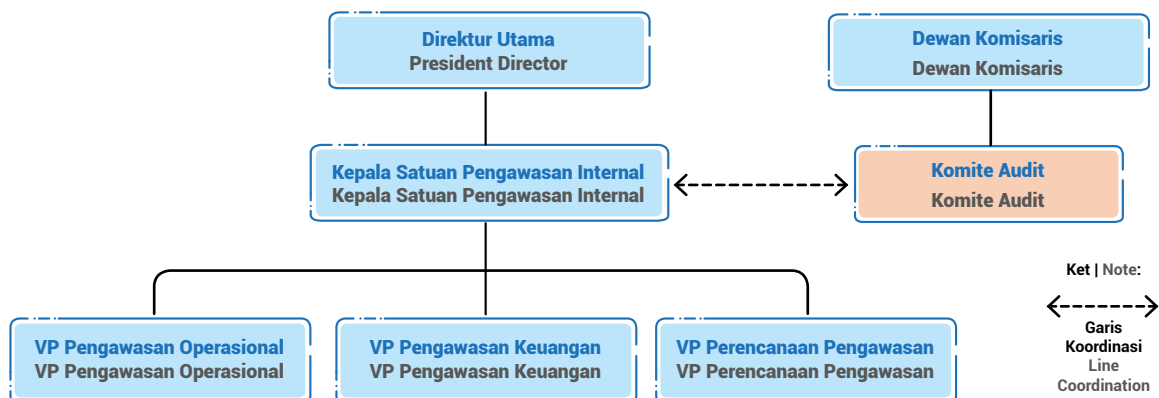 Direktur Utama
President Director
Dewan Komisaris
Dewan Komisaris
Kepala Satuan Pengawasan Internal
Kepala Satuan Pengawasan Internal
Komite Audit
Komite Audit
Ket | Note:
Garis
Koordinasi
Line
Coordination
VP Pengawasan Operasional
VP Pengawasan Operasional
VP Pengawasan Keuangan
VP Pengawasan Keuangan
VP Perencanaan Pengawasan
VP Perencanaan Pengawasan